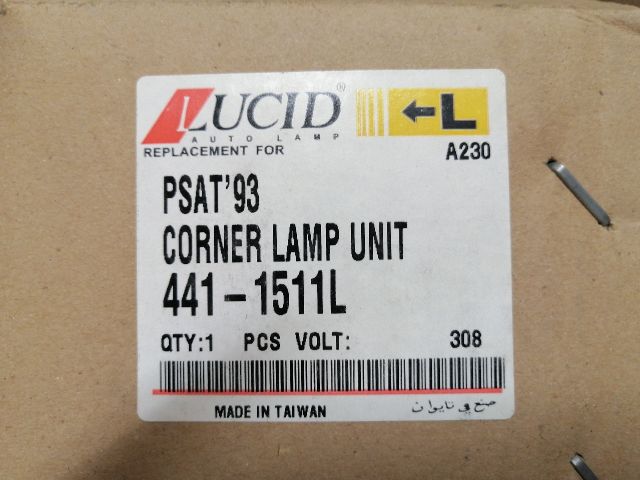 LUCID®
AUTO LAMP
←L
REPLACEMENT FOR
A230
PSAT'93
CORNER LAMP UNIT
441-1511L
QTY:1 PCS VOLT: 308
MADE IN TAIWAN صنع في تايوان